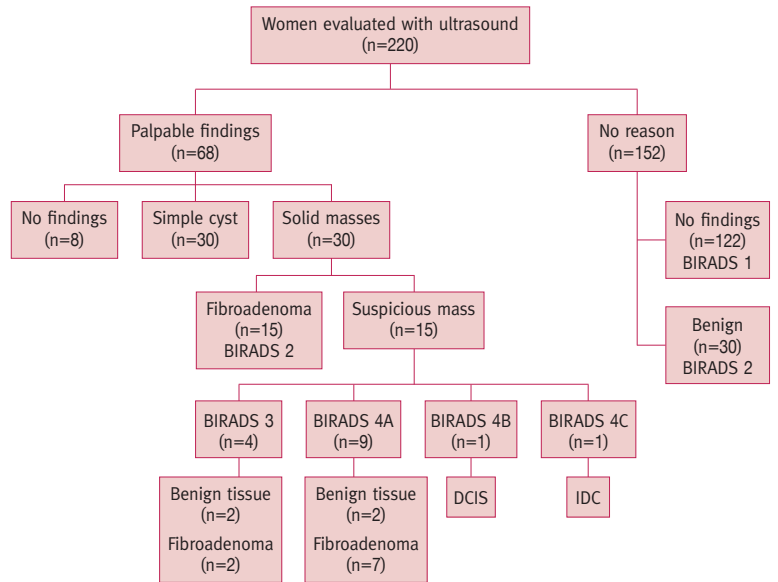 Women evaluated with ultrasound
(n=220)
Palpable findings
(n=68)
No reason
(n=152)
No findings
(n=8)
Simple cyst
(n=30)
Solid masses
(n=30)
No findings
(n=122)
BIRADS 1
Fibroadenoma
(n=15)
BIRADS 2
Suspicious mass
(n=15)
Benign
(n=30)
BIRADS 2
BIRADS 3
(n=4)
BIRADS 4A
(n=9)
BIRADS 4B
(n=1)
BIRADS 4C
(n=1)
Benign tissue
(n=2)
Fibroadenoma
(n=2)
Benign tissue
(n=2)
Fibroadenoma
(n=7)
DCIS
IDC